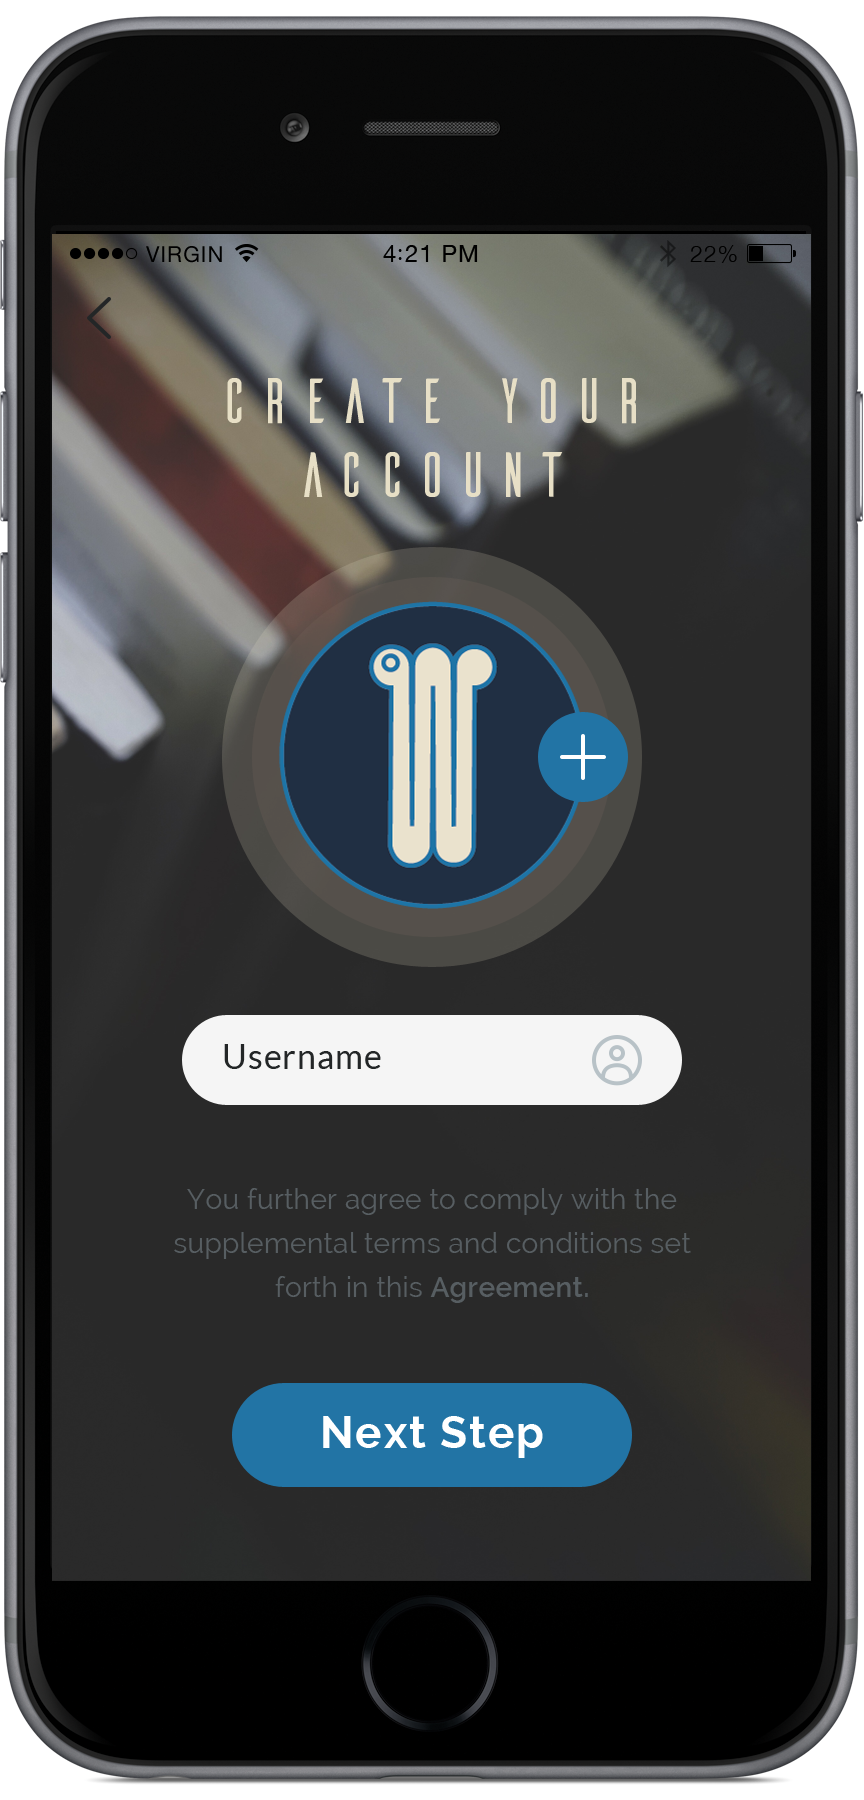 VIRGIN 4:21 PM 22%
CREATE YOUR
ACCOUNT
Username
You further agree to comply with the
supplemental terms and conditions set
forth in this Agreement.
Next Step